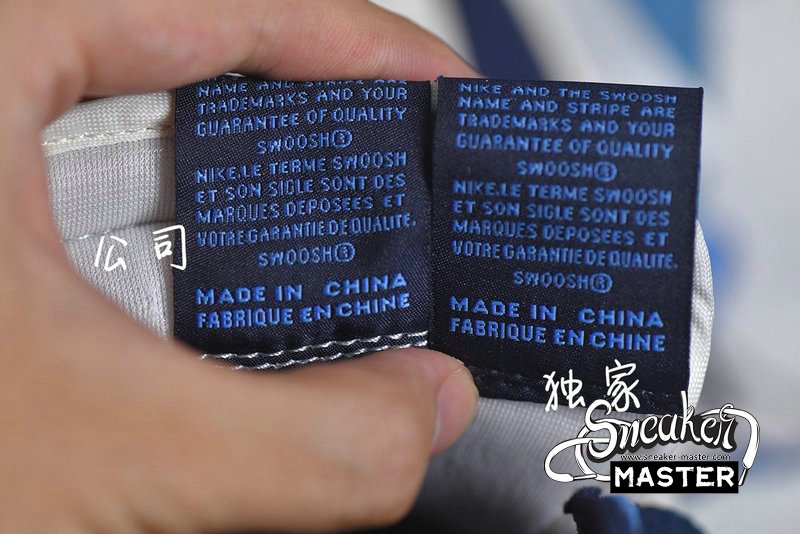 NAME AND STRIPE ARE
TRADEMARKS AND YOUR
GUARANTEE OF QUALITY
SWOOSH®
NIKE.LE TERME SWOOSH
ET SON SIGLE SONT DES
MARQUES DEPOSEES ET
VOTRE GARANTIE DE QUALITE.
SWOOSH®
MADE IN CHINA
FABRIQUE EN CHINE
NIKE AND THE SWOOSH
NAME AND STRIPE ARE
TRADEMARKS AND YOUR
GUARANTEE OF QUALITY
SWOOSH®
NIKE.LE TERME SWOOSH
ET SON SIGLE SONT DES
MARQUES DEPOSEES ET
VOTRE GARANTIE DE QUALITE.
SWOOSH®
MADE IN CHINA
FABRIQUE EN CHINE
公司
独家
Sneaker
www.sneaker-master.com
MASTER